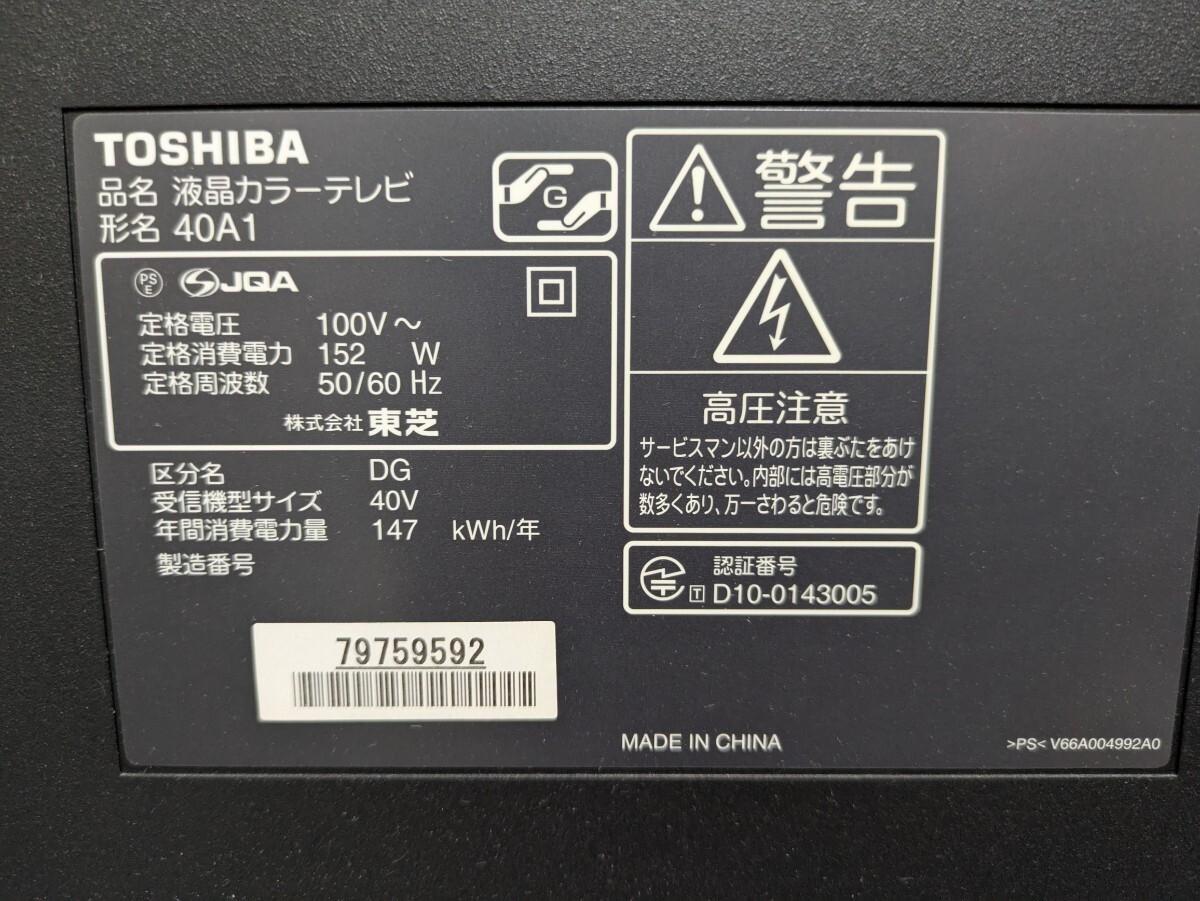 TOSHIBA
品名 液晶カラーテレビ
形名 40A1
G
PS
E
JQA
定格電圧 100V～
定格消費電力 152 W
定格周波数 50/60 Hz
株式会社 東芝
区分名 DG
受信機型サイズ 40V
年間消費電力量 147 kWh/年
製造番号
79759592
警告
高圧注意
サービスマン以外の方は裏ぶたをあけ
ないでください。内部には高電圧部分が
数多くあり、万一さわると危険です。
認証番号
T D10-0143005
MADE IN CHINA
>PS< V66A004992A0